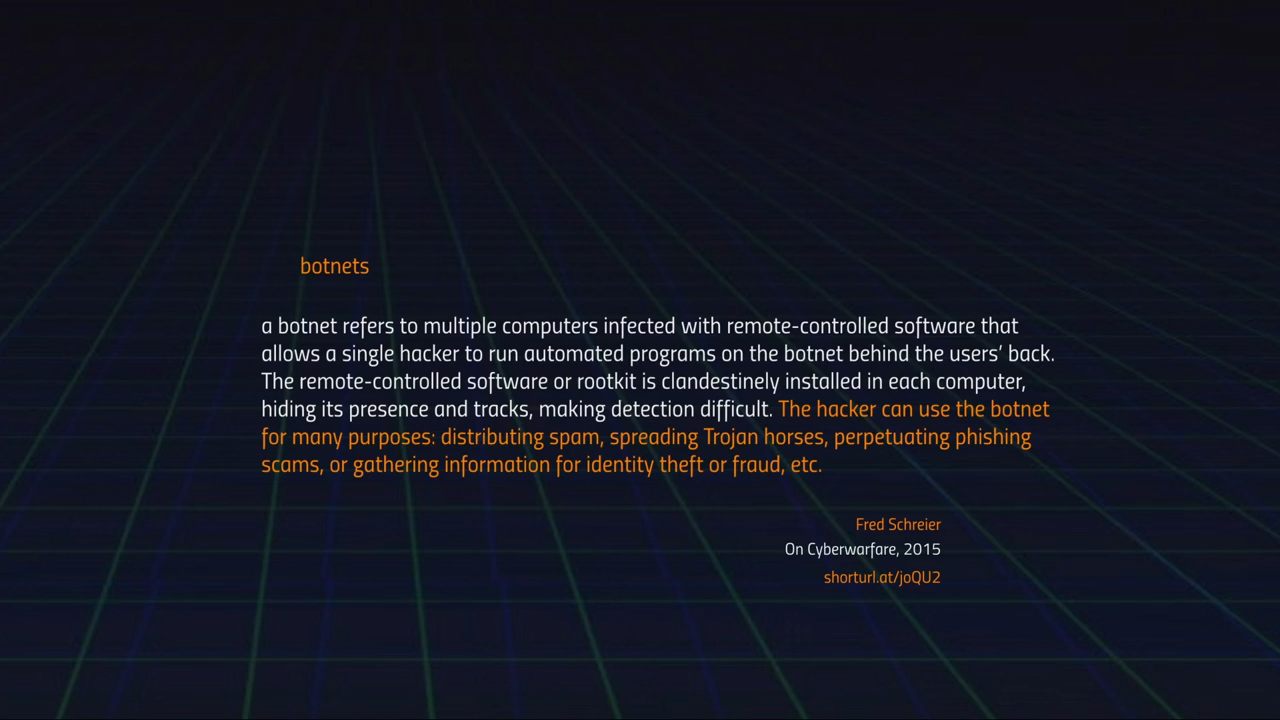 botnets
a botnet refers to multiple computers infected with remote-controlled software that
allows a single hacker to run automated programs on the botnet behind the users’ back.
The remote-controlled software or rootkit is clandestinely installed in each computer,
hiding its presence and tracks, making detection difficult. The hacker can use the botnet
for many purposes: distributing spam, spreading Trojan horses, perpetuating phishing
scams, or gathering information for identity theft or fraud, etc.
Fred Schreier
On Cyberwarfare, 2015
shorturl.at/joQU2